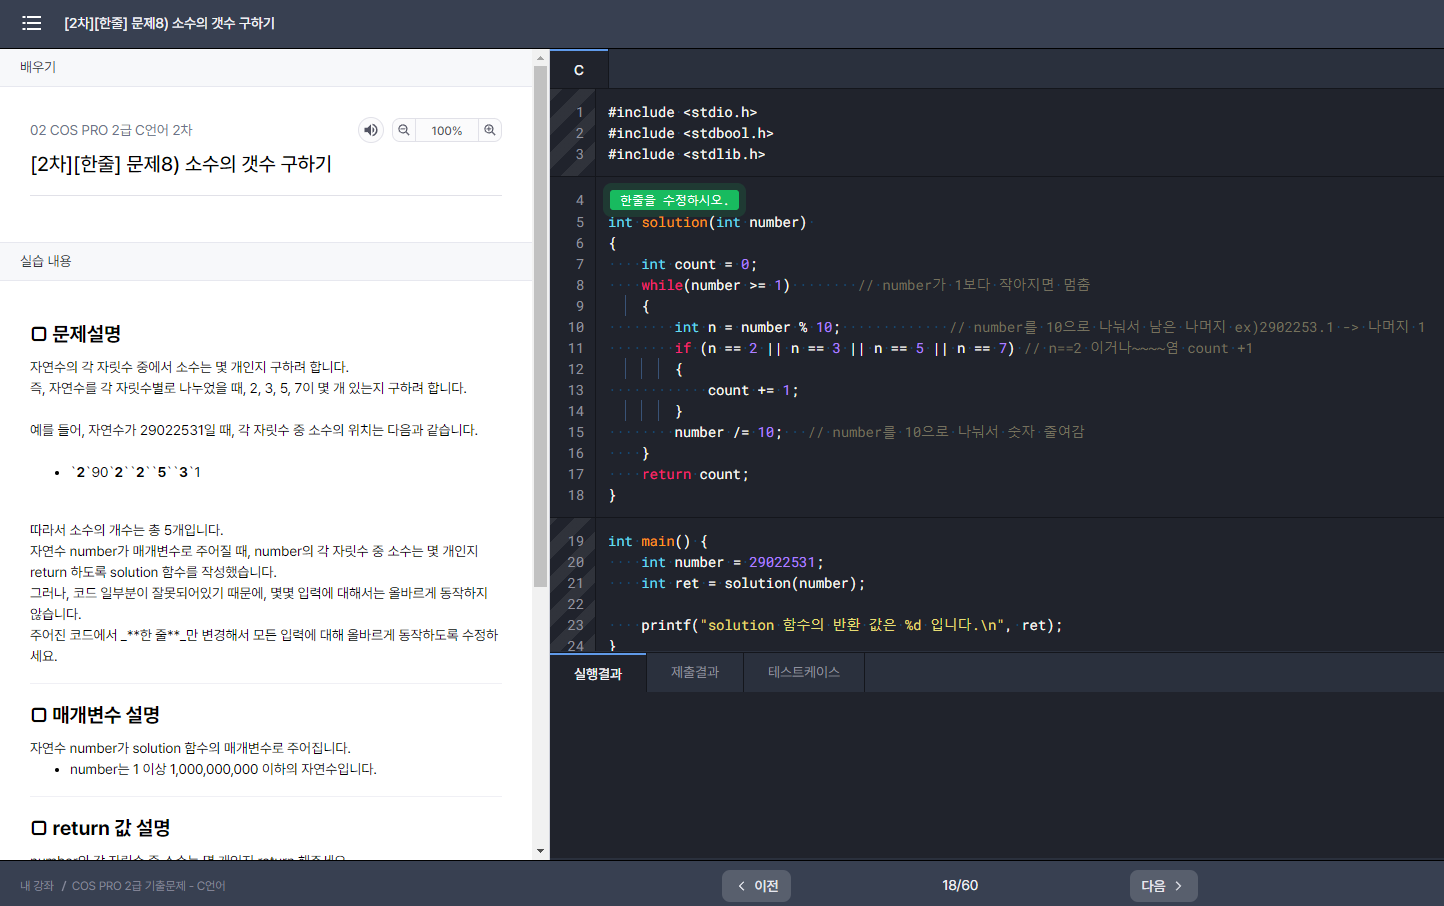 [2차][한줄] 문제8) 소수의 갯수 구하기
배우기
02 COS PRO 2급 C언어 2차
100%
[2차][한줄] 문제8) 소수의 갯수 구하기
실습 내용
문제설명
자연수의 각 자릿수 중에서 소수는 몇 개인지 구하려 합니다.
즉, 자연수를 각 자릿수별로 나누었을 때, 2, 3, 5, 7이 몇 개 있는지 구하려 합니다.
예를 들어, 자연수가 29022531일 때, 각 자릿수 중 소수의 위치는 다음과 같습니다.
• `2`90`2``2``5``3`1
따라서 소수의 개수는 총 5개입니다.
자연수 number가 매개변수로 주어질 때, number의 각 자릿수 중 소수는 몇 개인지
return 하도록 solution 함수를 작성했습니다.
그러나, 코드 일부분이 잘못되어있기 때문에, 몇몇 입력에 대해서는 올바르게 동작하지
않습니다.
주어진 코드에서 _**한 줄**_만 변경해서 모든 입력에 대해 올바르게 동작하도록 수정하
세요.
매개변수 설명
자연수 number가 solution 함수의 매개변수로 주어집니다.
• number는 1 이상 1,000,000,000 이하의 자연수입니다.
return 값 설명
number의 각 자릿수 중 소수는 몇 개인지 return 해주세요.
C
1 #include <stdio.h>
2 #include <stdbool.h>
3 #include <stdlib.h>
4 한줄을 수정하시오.
5 int solution(int number)
6 {
7     int count = 0;
8     while(number >= 1)        // number가 1보다 작아지면 멈춤
9     {
10         int n = number % 10;             // number를 10으로 나눠서 남은 나머지 ex)2902253.1 -> 나머지 1
11         if (n == 2 || n == 3 || n == 5 || n == 7) // n==2 이거나~~~~염 count +1
12         {
13             count += 1;
14         }
15         number /= 10;   // number를 10으로 나눠서 숫자 줄여감
16     }
17     return count;
18 }
19 int main() {
20     int number = 29022531;
21     int ret = solution(number);
22
23     printf("solution 함수의 반환 값은 %d 입니다.\n", ret);
24 }
실행결과 제출결과 테스트케이스
내 강좌 / COS PRO 2급 기출문제 - C언어
이전
18/60
다음